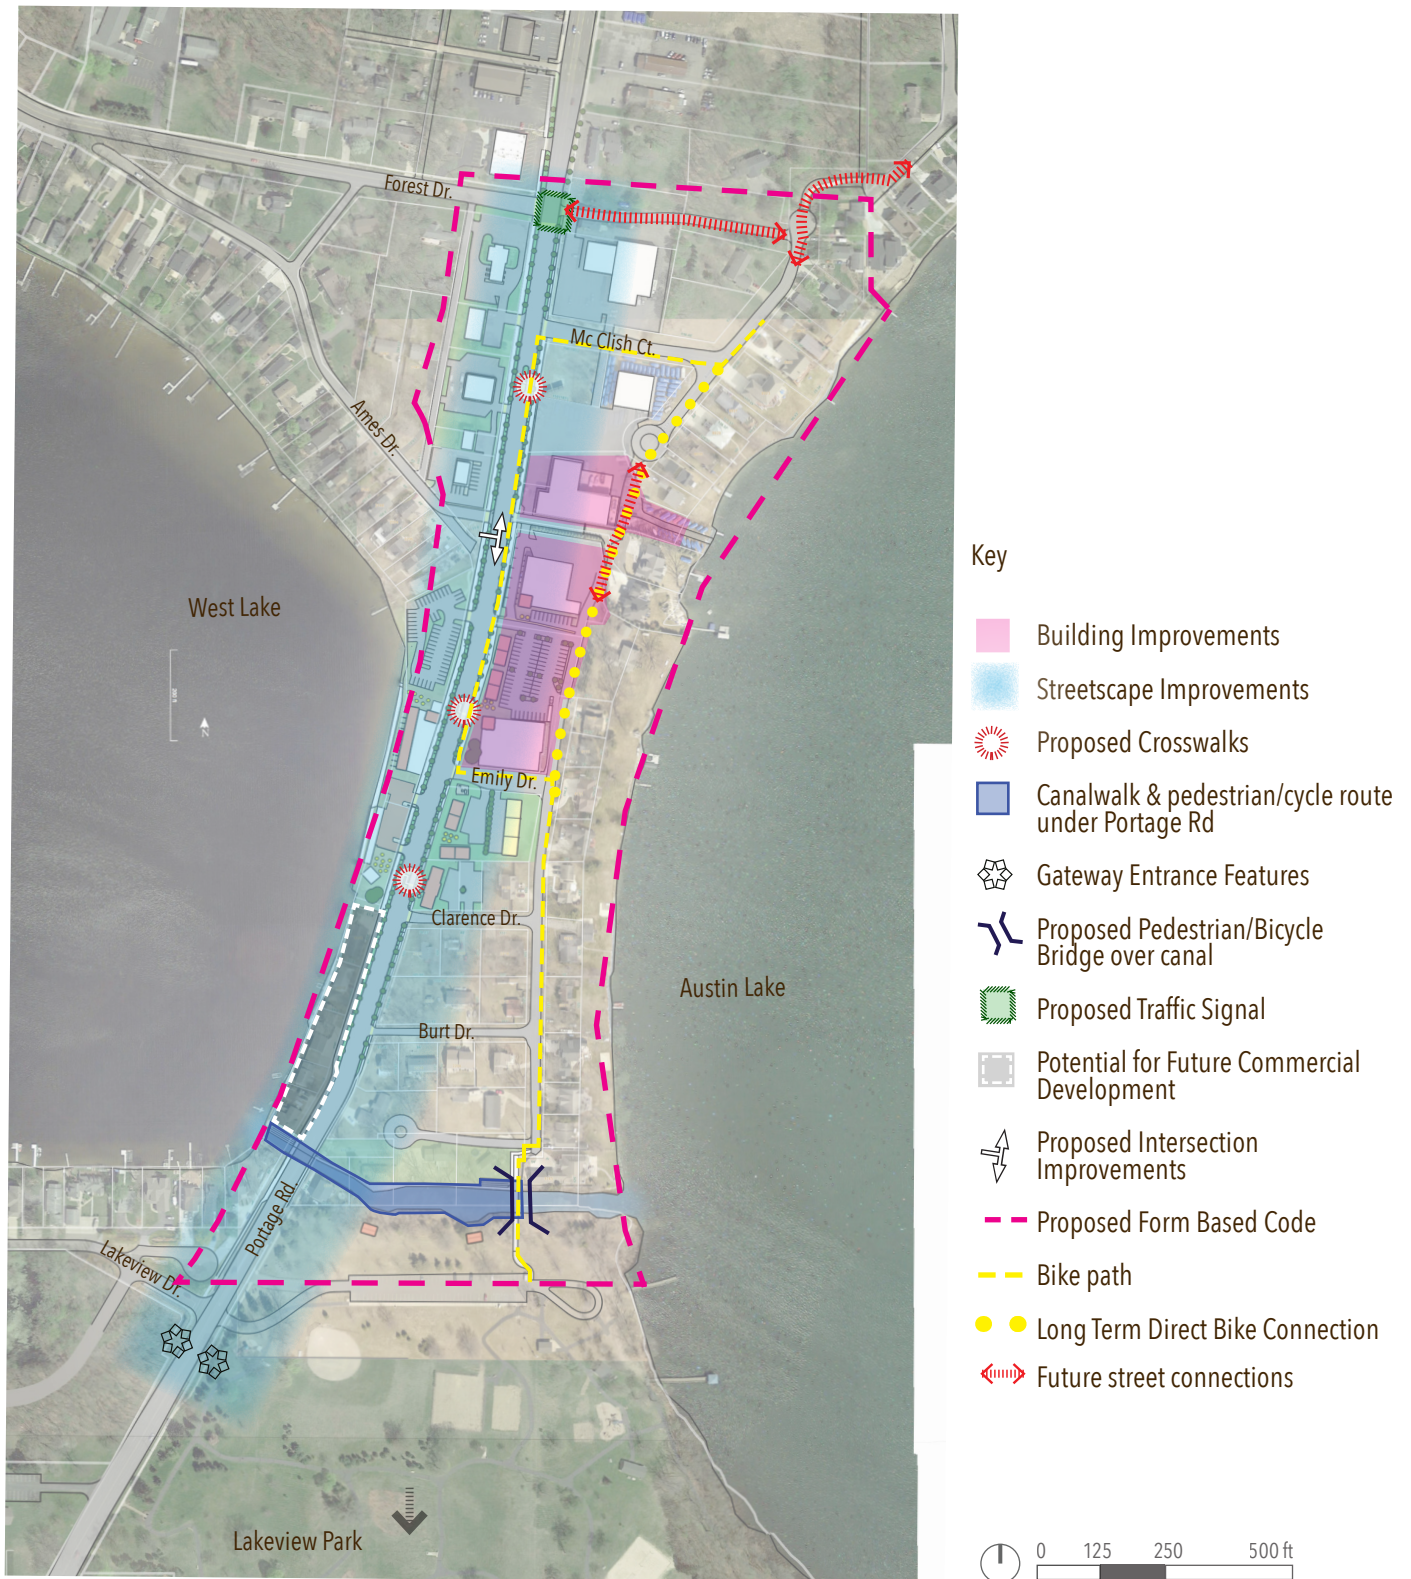 Forest Dr.
Mc Clish Ct.
Ames Dr.
West Lake
200 ft
N
Emily Dr.
Clarence Dr.
Austin Lake
Burt Dr.
Portage Rd.
Lakeview Dr.
Lakeview Park
Key
Building Improvements
Streetscape Improvements
Proposed Crosswalks
Canalwalk & pedestrian/cycle route
under Portage Rd
Gateway Entrance Features
Proposed Pedestrian/Bicycle
Bridge over canal
Proposed Traffic Signal
Potential for Future Commercial
Development
Proposed Intersection
Improvements
Proposed Form Based Code
Bike path
Long Term Direct Bike Connection
Future street connections
0 125 250 500 ft